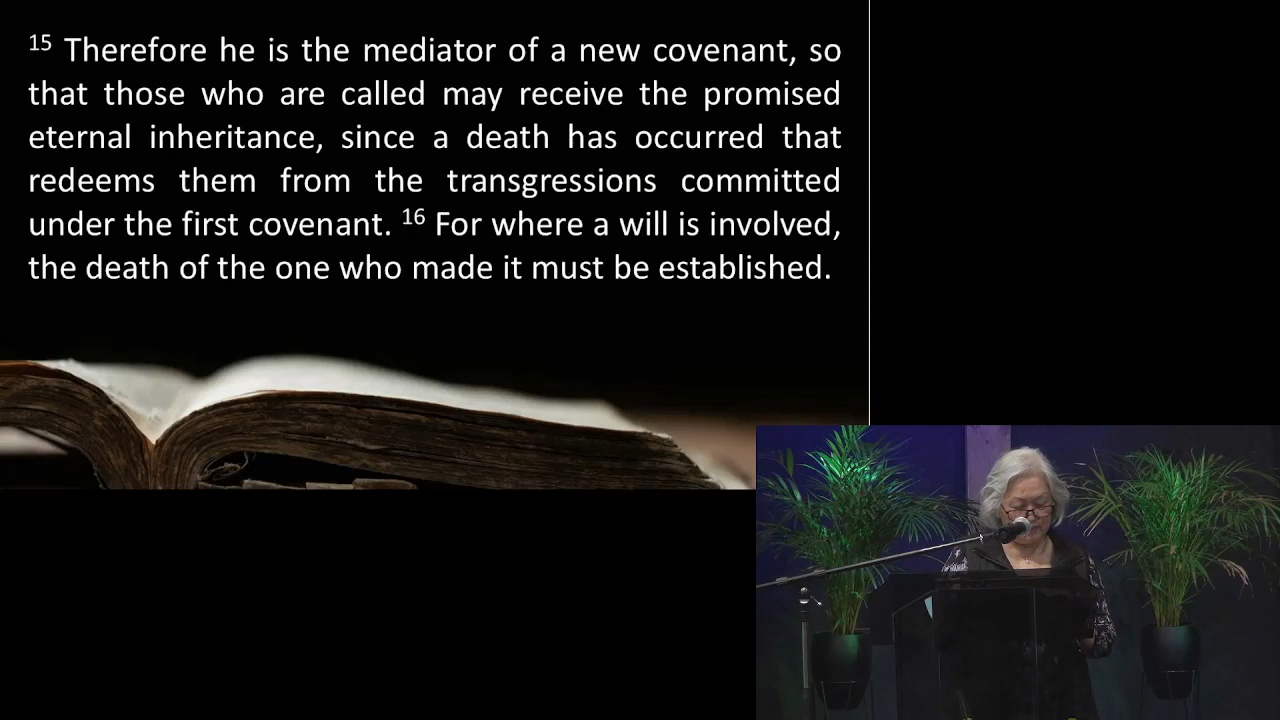 15 Therefore he is the mediator of a new covenant, so
that those who are called may receive the promised
eternal inheritance, since a death has occurred that
redeems them from the transgressions committed
under the first covenant. 16 For where a will is involved,
the death of the one who made it must be established.